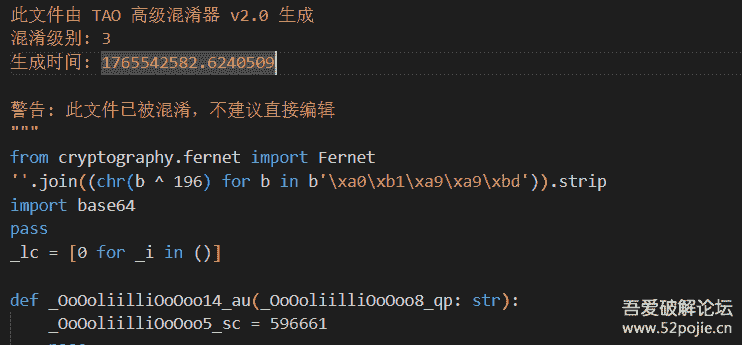 此文件由 TAO 高级混淆器 v2.0 生成
混淆级别: 3
生成时间: 1765542582.6240509
警告: 此文件已被混淆，不建议直接编辑
"""
from cryptography.fernet import Fernet
''.join((chr(b ^ 196) for b in b'\xa0\xb1\xa9\xa9\xbd')).strip
import base64
pass
_lc = [0 for _i in ()]
def _OoOoliilliOoOoo14_au(_OoOoliilliOoOoo8_qp: str):
    _OoOoliilliOoOoo5_sc = 596661
吾爱破解论坛
www.52pojie.cn